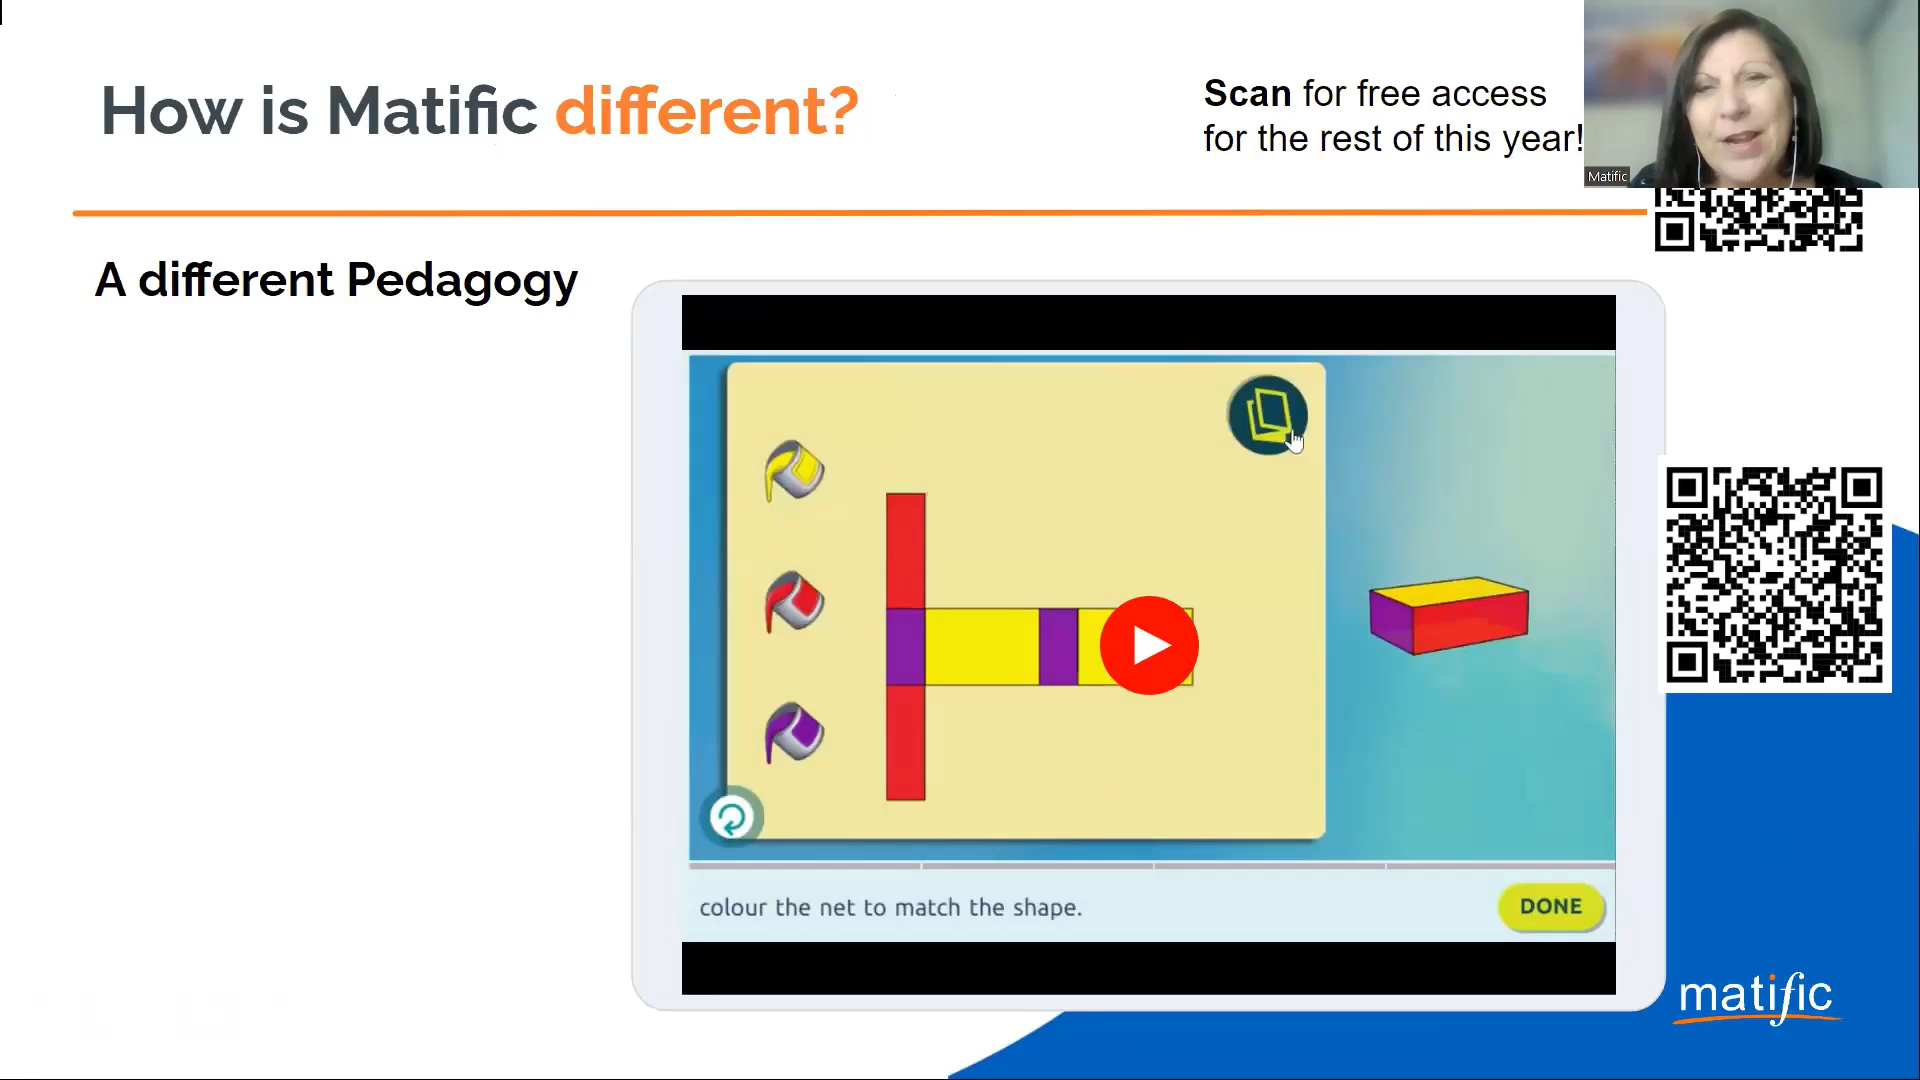 How is Matific different?
Scan for free access
for the rest of this year!
Matific
A different Pedagogy
colour the net to match the shape.
DONE
matific